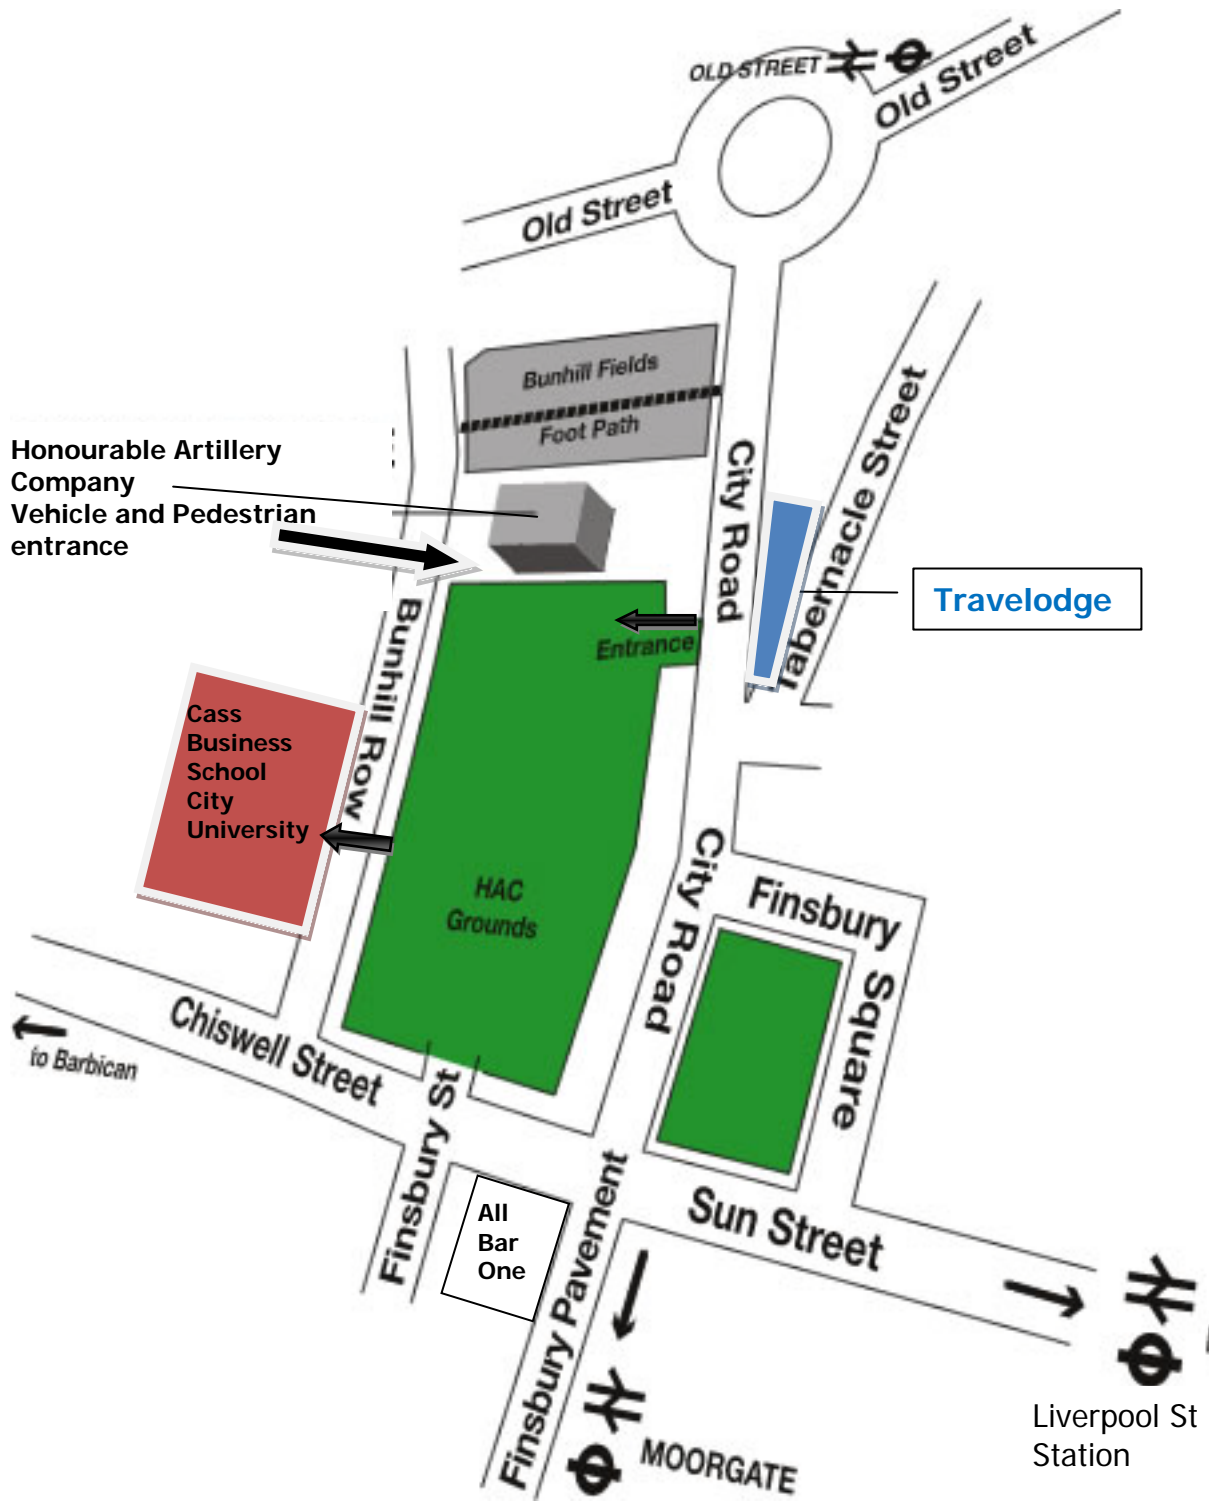 OLD STREET
Old Street
Old Street
Bunhill Fields
Foot Path
City Road
Tabernacle Street
Honourable Artillery
Company
Vehicle and Pedestrian
entrance
Travelodge
Bunhill Row
Entrance
Cass
Business
School
City
University
HAC
Grounds
City Road
Finsbury
Square
Chiswell Street
to Barbican
Finsbury St
All
Bar
One
Finsbury Pavement
Sun Street
MOORGATE
Liverpool St
Station